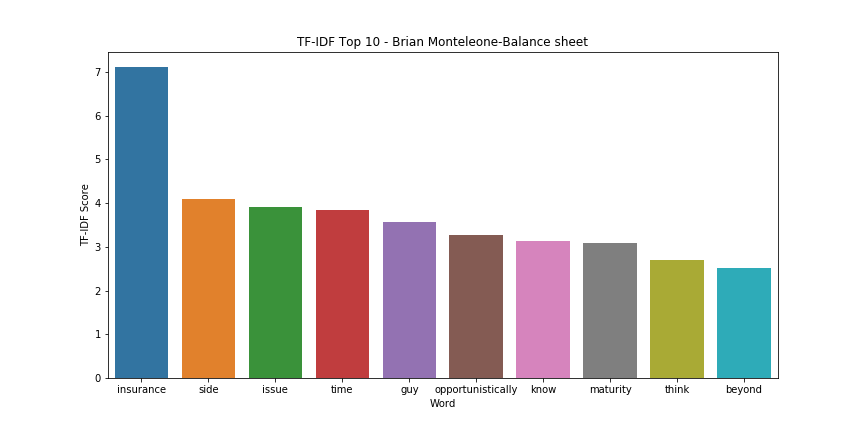 TF-IDF Top 10 - Brian Monteleone-Balance sheet
TF-IDF Score
7
6
5
4
3
2
1
0
insurance side issue time guy opportunistically know maturity think beyond
Word